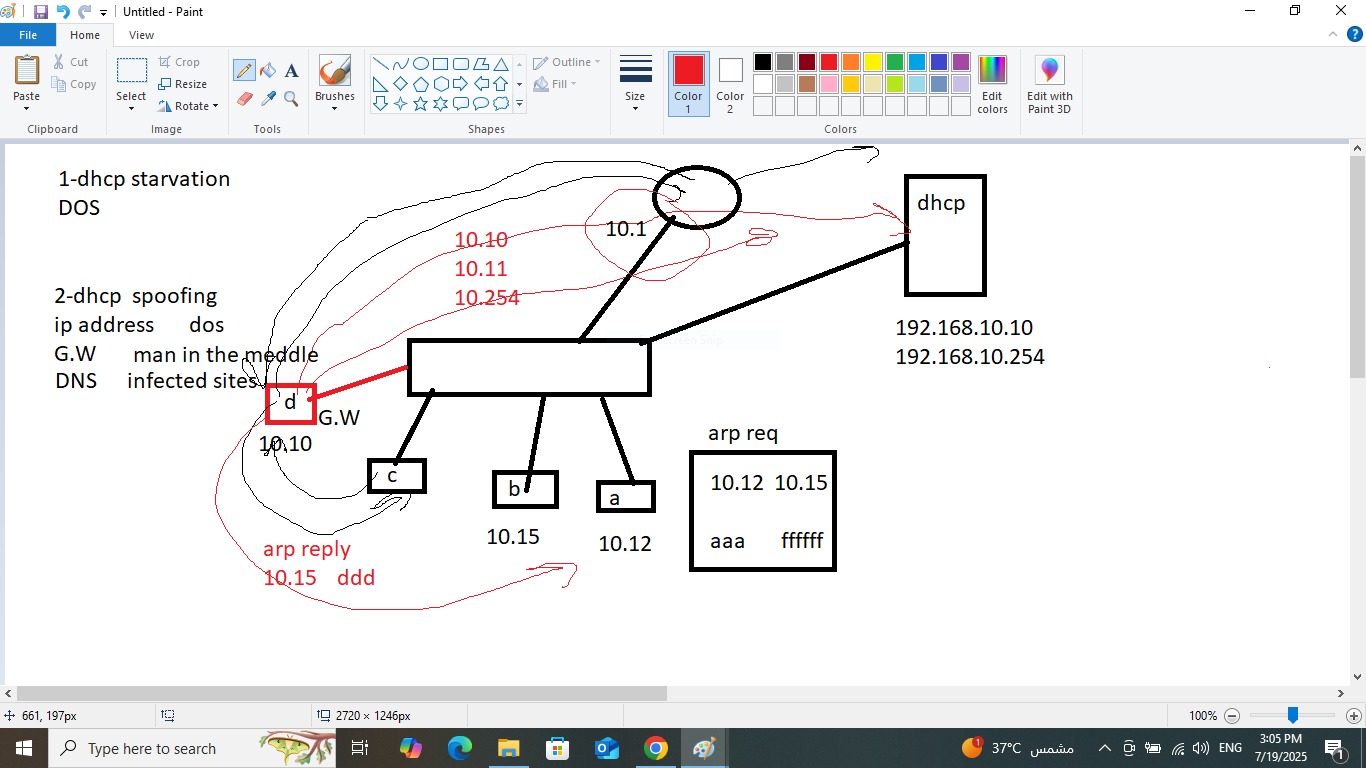 Untitled - Paint
File Home View
Paste
Cut
Copy
Clipboard
Select
Crop
Resize
Rotate
Image
Tools
Brushes
Outline
Fill
Shapes
Size
Color 1
Color 2
Edit colors
Colors
Edit with Paint 3D
1-dhcp starvation
DOS
2-dhcp spoofing
ip address dos
G.W man in the meddle
DNS infected sites
10.10
11.11
10.254
10.1
dhcp
192.168.10.10
192.168.10.254
d
G.W
10.10
c
b
a
10.15
10.12
arp req
10.12 10.15
aaa ffffff
arp reply
10.15 ddd
661, 197px
2720 × 1246px
100%
Type here to search
37°C مشمس
ENG
3:05 PM
7/19/2025
1